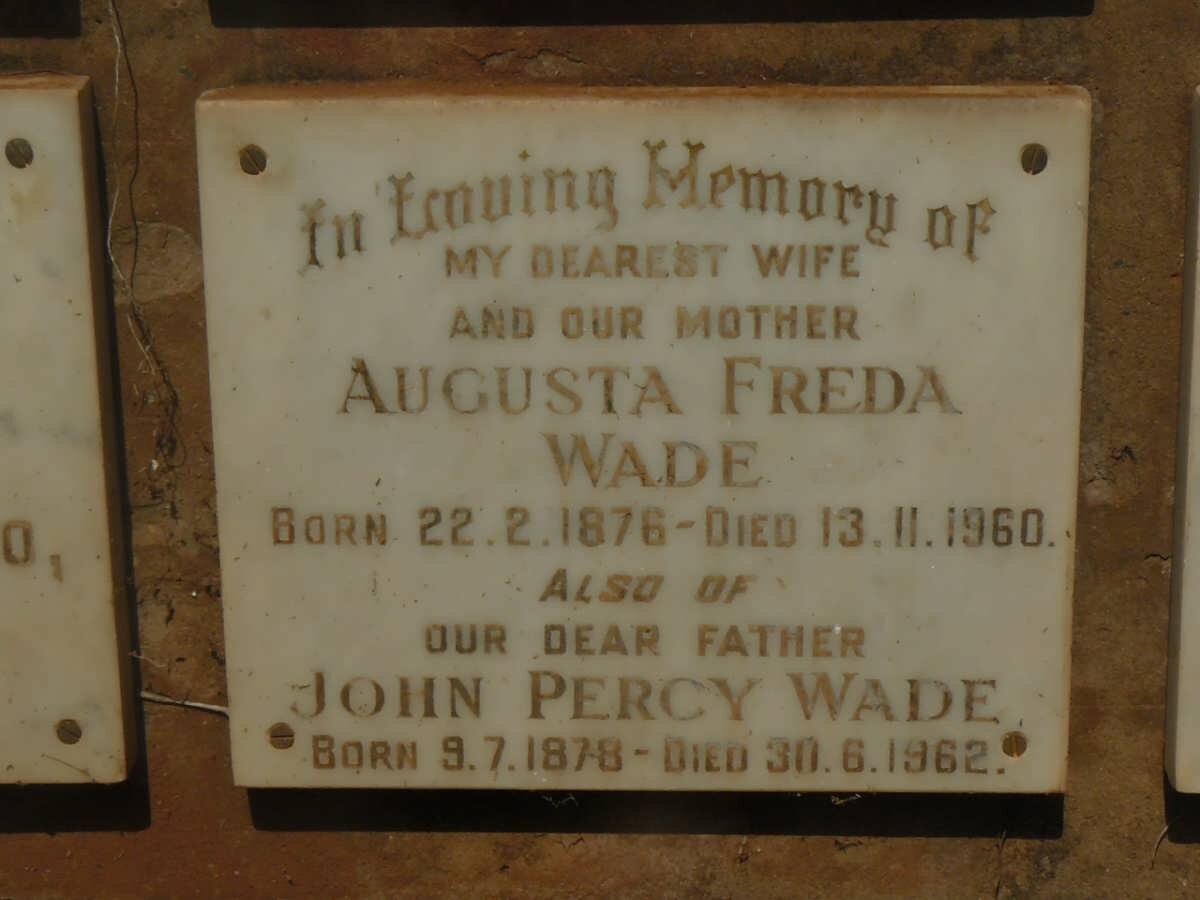 In Loving Memory of
MY DEAREST WIFE
AND OUR MOTHER
AUGUSTA FREDA
WADE
BORN 22.2.1876 - DIED 13.11.1960.
ALSO OF
OUR DEAR FATHER
JOHN PERCY WADE
BORN 9.7.1878 - DIED 30.6.1962.
O,